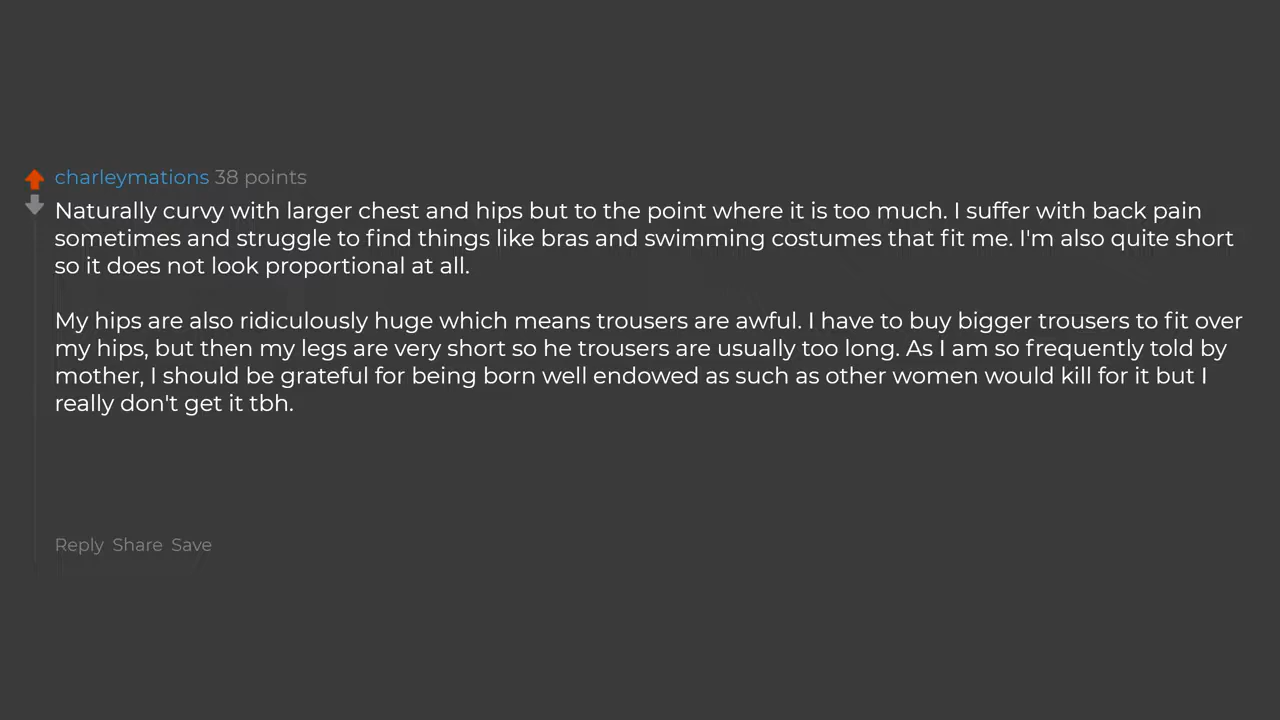 charleymations 38 points
Naturally curvy with larger chest and hips but to the point where it is too much. I suffer with back pain
sometimes and struggle to find things like bras and swimming costumes that fit me. I'm also quite short
so it does not look proportional at all.
My hips are also ridiculously huge which means trousers are awful. I have to buy bigger trousers to fit over
my hips, but then my legs are very short so he trousers are usually too long. As I am so frequently told by
mother, I should be grateful for being born well endowed as such as other women would kill for it but I
really don't get it tbh.
Reply Share Save